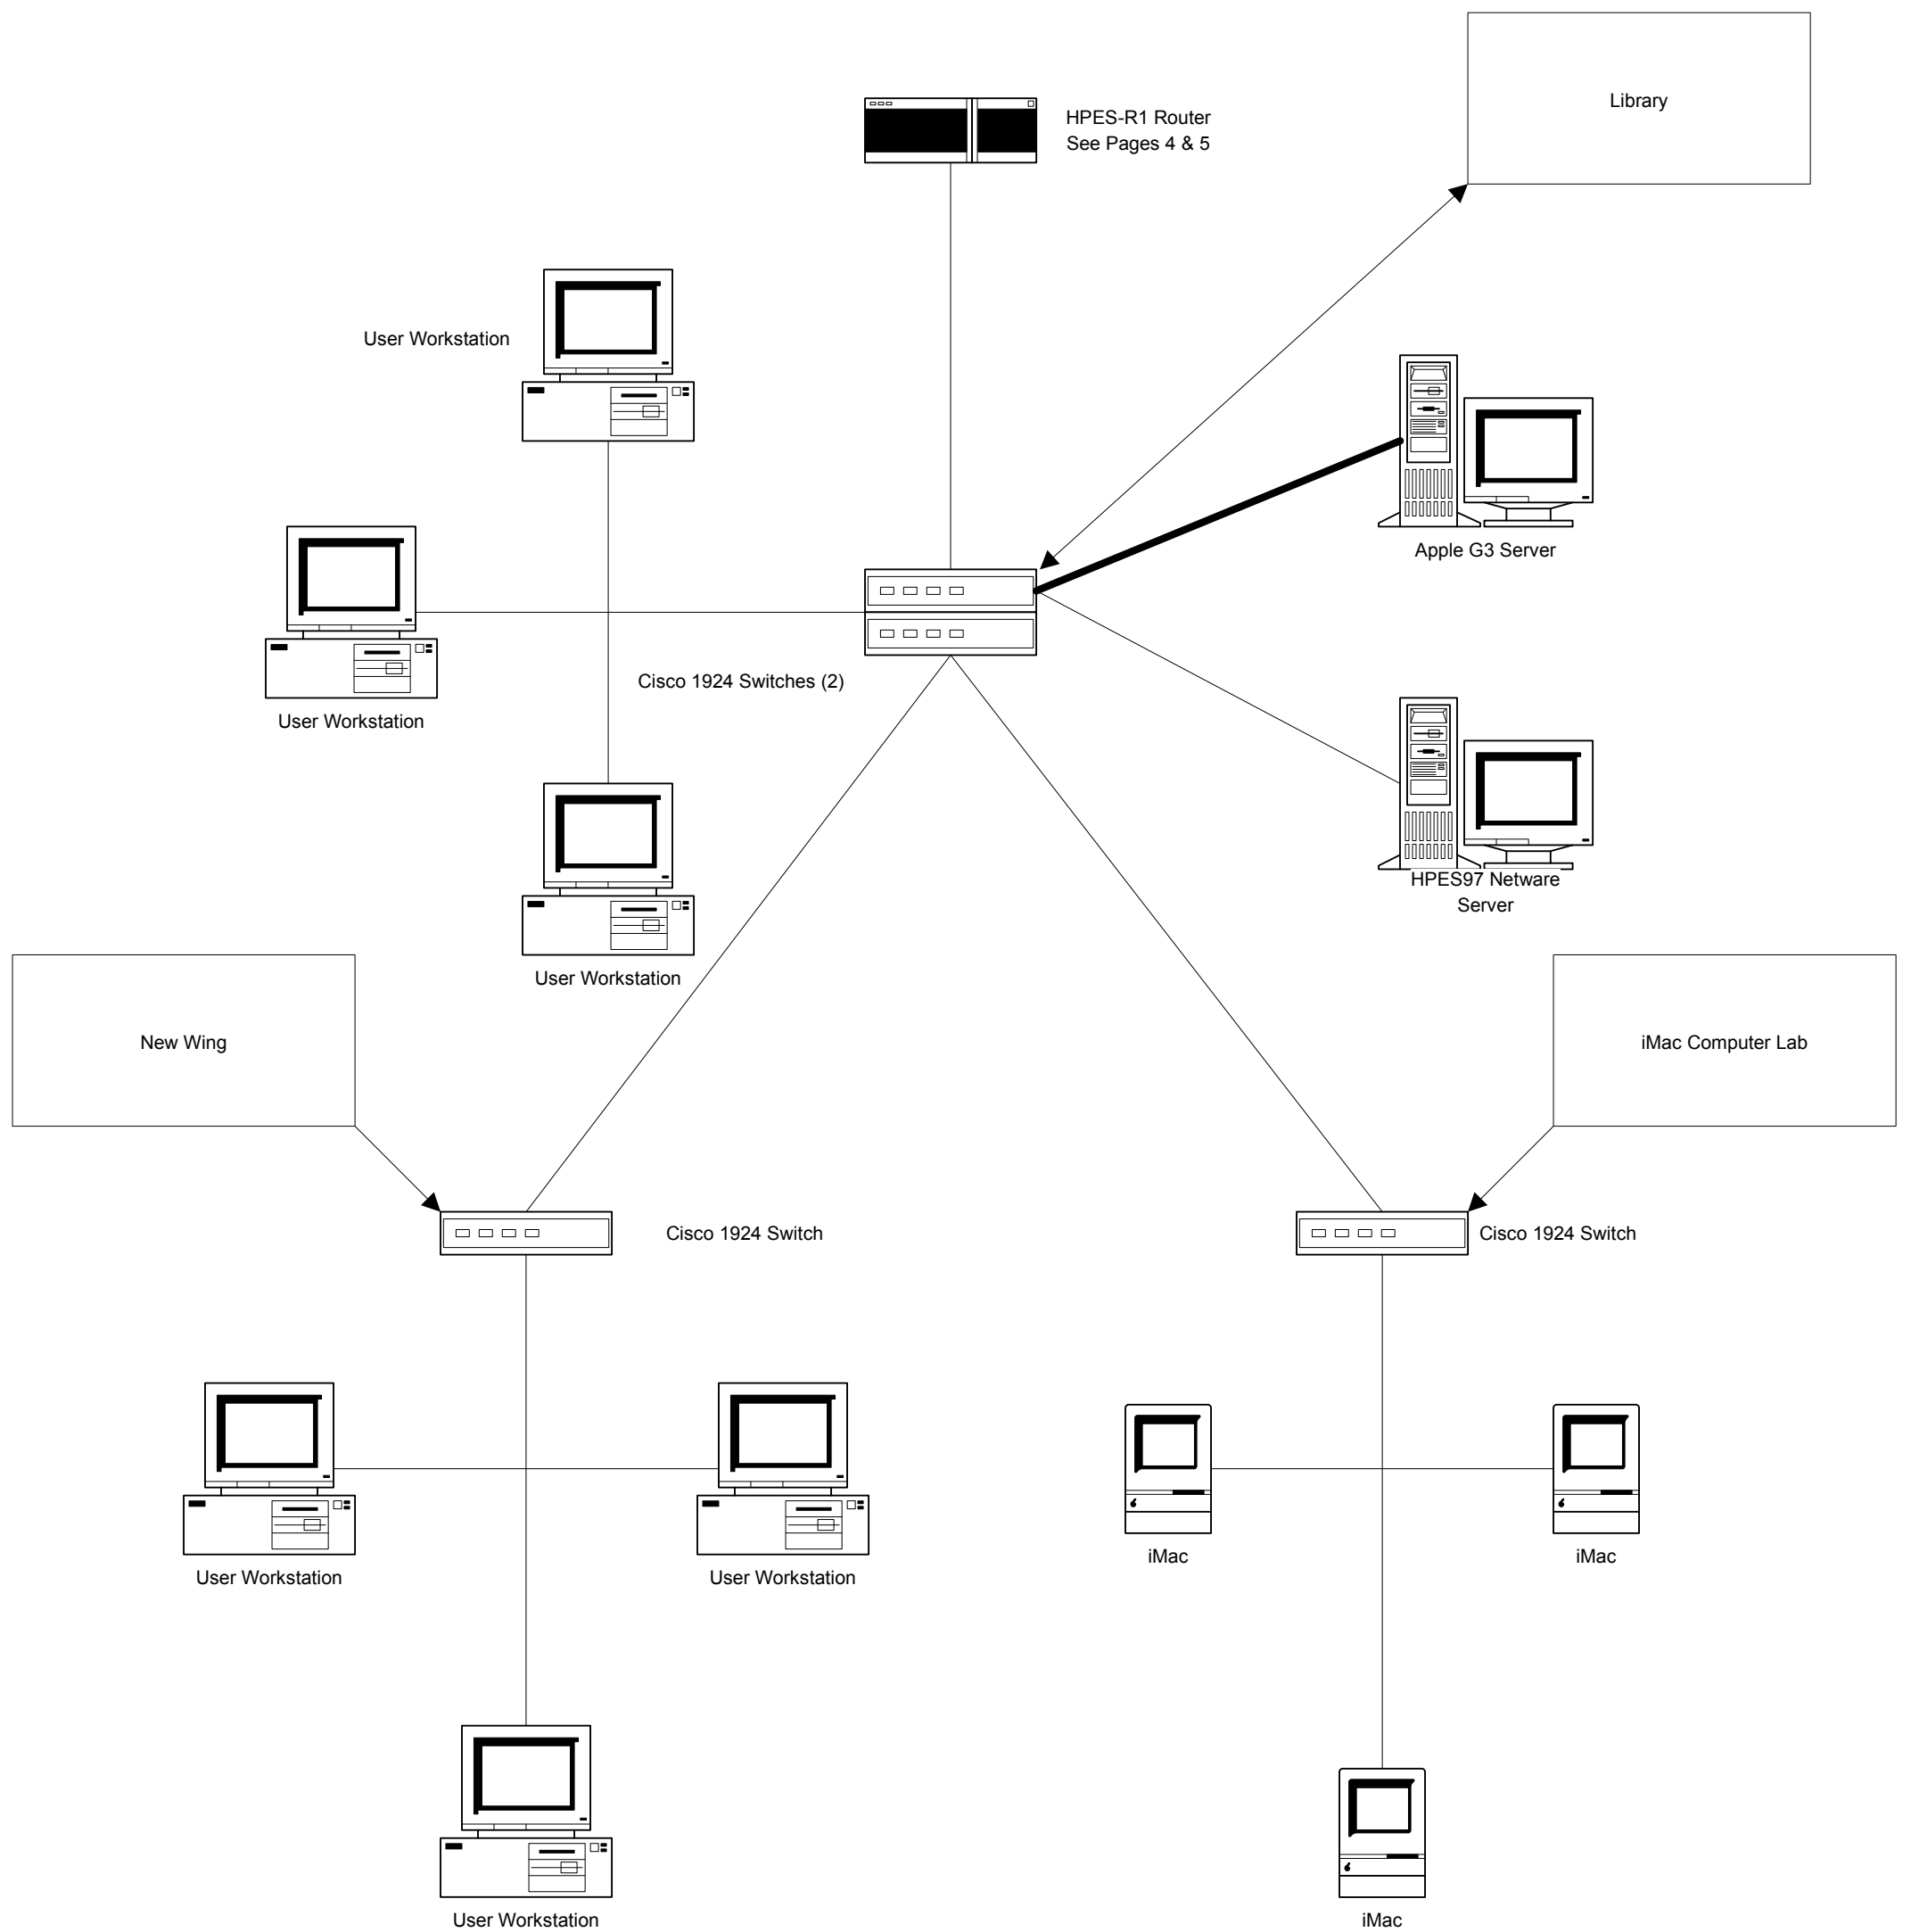 Library
HPES-R1 Router
See Pages 4 & 5
User Workstation
Apple G3 Server
Cisco 1924 Switches (2)
User Workstation
HPES97 Netware
Server
User Workstation
New Wing
iMac Computer Lab
Cisco 1924 Switch
Cisco 1924 Switch
iMac
iMac
User Workstation
User Workstation
User Workstation
iMac